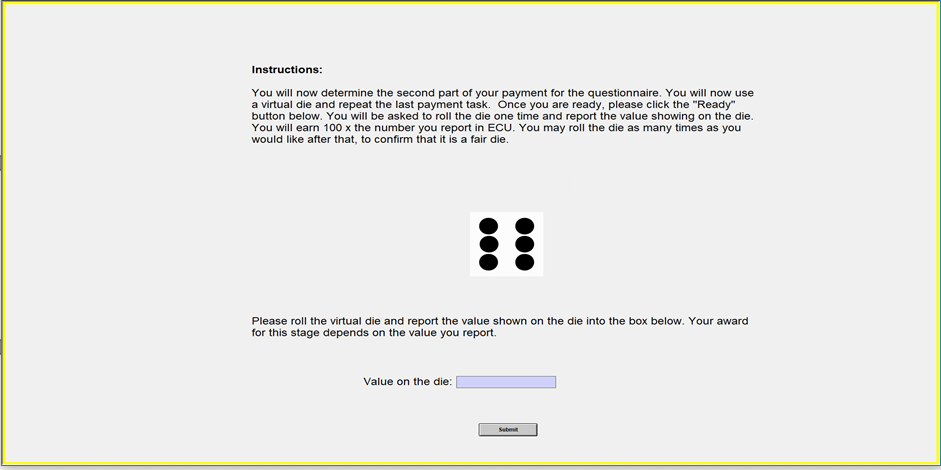 Instructions:
You will now determine the second part of your payment for the questionnaire. You will now use
a virtual die and repeat the last payment task. Once you are ready, please click the "Ready"
button below. You will be asked to roll the die one time and report the value showing on the die.
You will earn 100 x the number you report in ECU. You may roll the die as many times as you
would like after that, to confirm that it is a fair die.
Please roll the virtual die and report the value shown on the die into the box below. Your award
for this stage depends on the value you report.
Value on the die:
Submit